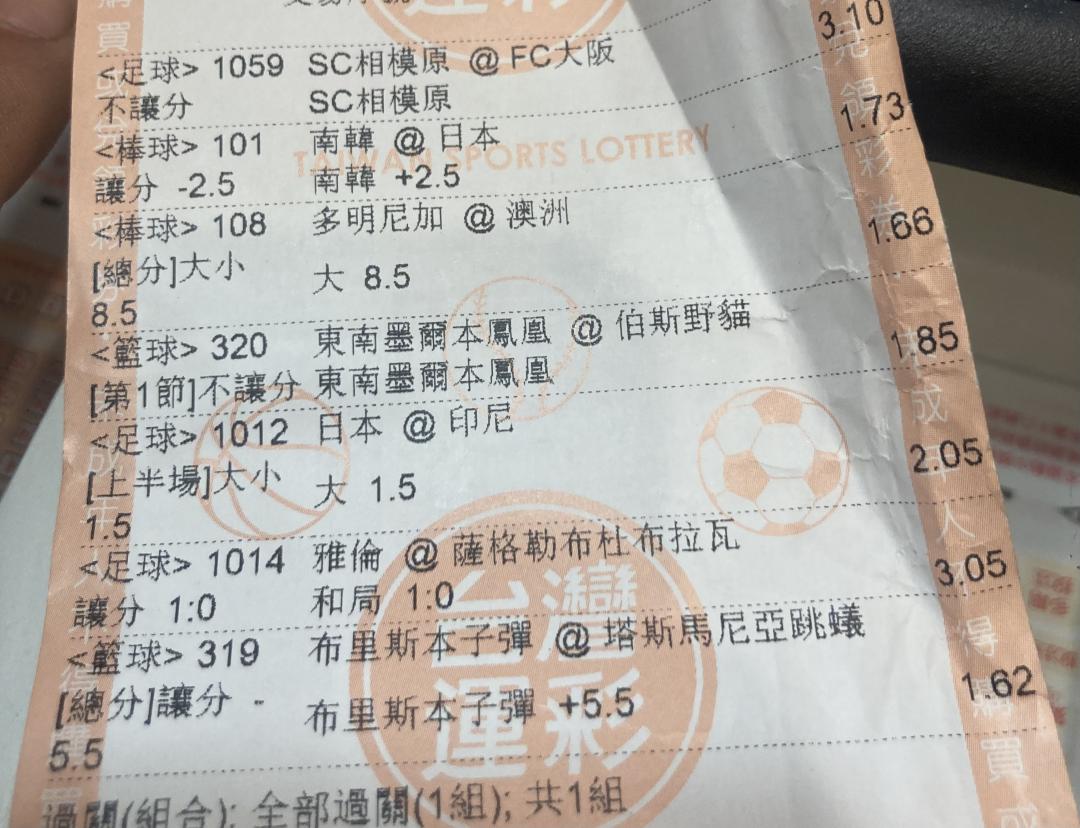 3.10
<足球> 1059 SC相模原 @ FC大阪
不讓分 SC相模原
1.73
<棒球> 101 南韓 @ 日本
TAIWAN SPORTS LOTTERY
讓分 -2.5 南韓 +2.5
1.66
<棒球> 108 多明尼加 @ 澳洲
[總分]大小 大 8.5
8.5
1.85
<籃球> 320 東南墨爾本鳳凰 @ 伯斯野貓
[第1節]不讓分 東南墨爾本鳳凰
2.05
<足球> 1012 日本 @ 印尼
[上半場]大小 大 1.5
1.5
3.05
<足球> 1014 雅倫 @ 薩格勒布杜布拉瓦
讓分 1:0 和局 1:0
台灣
運彩
1.62
<籃球> 319 布里斯本子彈 @ 塔斯馬尼亞跳蟻
[總分]讓分 - 布里斯本子彈 +5.5
5.5
過關(組合); 全部過關(1組); 共1組